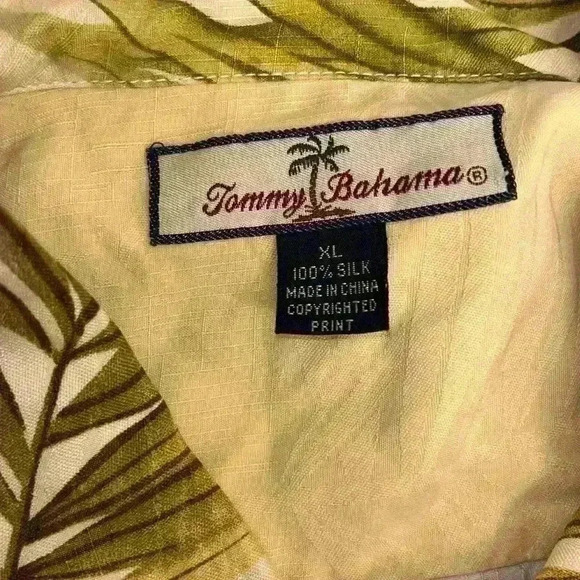 Tommy Bahama®
XL
100% SILK
MADE IN CHINA
COPYRIGHTED
PRINT